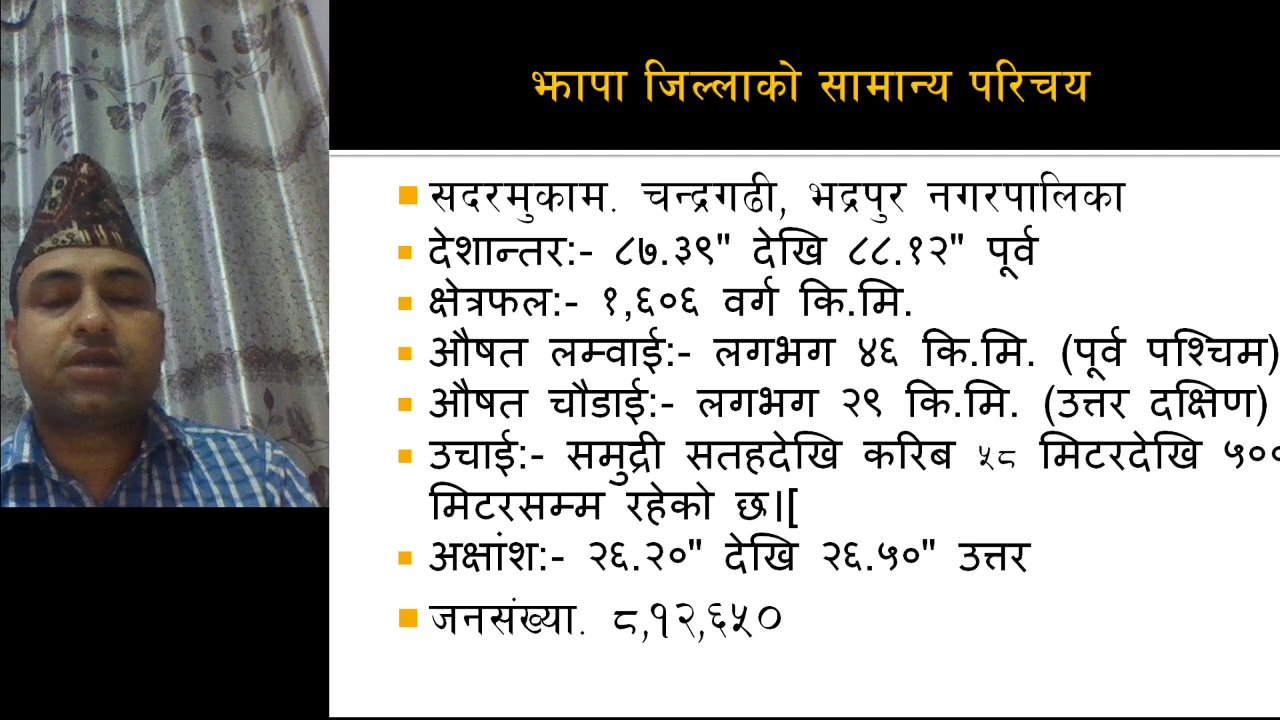 झापा जिल्लाको सामान्य परिचय
सदरमुकाम. चन्द्रगढी, भद्रपुर नगरपालिका
देशान्तर:- ८७.३९" देखि ८८.१२" पूर्व
क्षेत्रफल:- १,६०६ वर्ग कि.मि.
औषत लम्वाई:- लगभग ४६ कि.मि. (पूर्व पश्चिम)
औषत चौडाई:- लगभग २९ कि.मि. (उत्तर दक्षिण)
उचाई:- समुद्री सतहदेखि करिब ५८ मिटरदेखि ५००
मिटरसम्म रहेको छ।[
अक्षांश:- २६.२०" देखि २६.५०" उत्तर
जनसंख्या. ८,१२,६५०